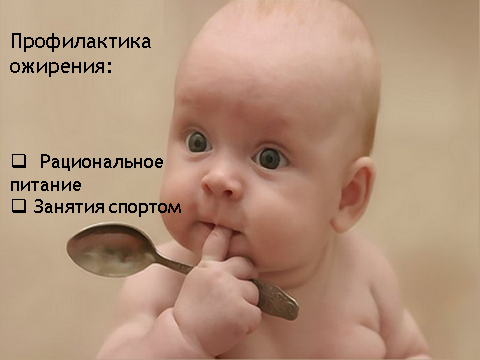 Профилактика
ожирения:
❑ Рациональное
питание
❑ Занятия спортом